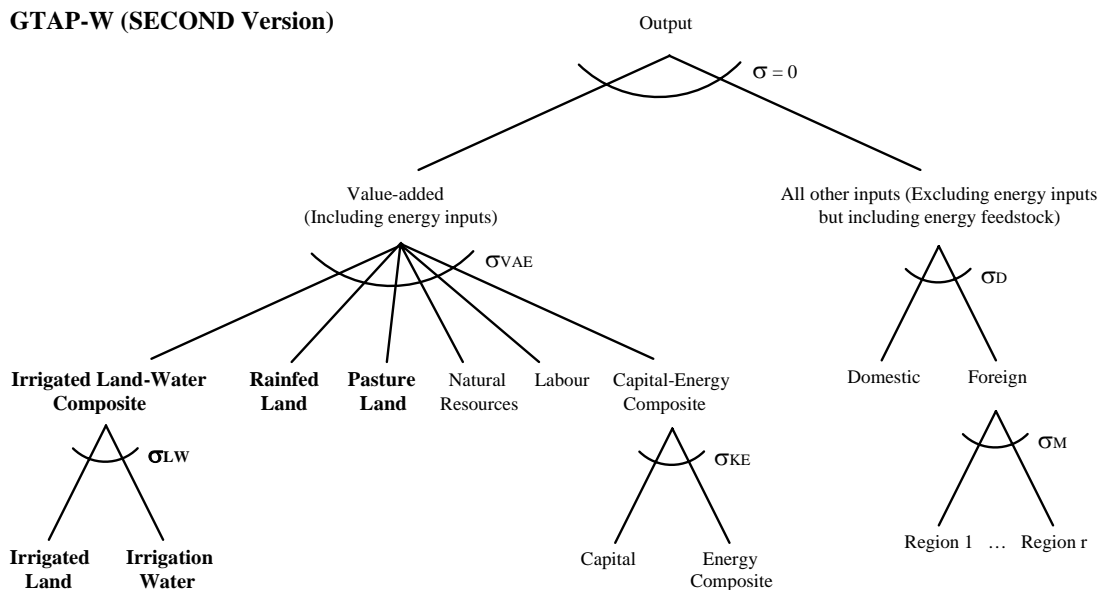 GTAP-W (SECOND Version)
Output
σ = 0
Value-added
(Including energy inputs)
All other inputs (Excluding energy inputs
but including energy feedstock)
σVAE
σD
Irrigated Land-Water
Composite
Rainfed
Land
Pasture
Land
Natural
Resources
Labour
Capital-Energy
Composite
Domestic
Foreign
σLW
σKE
σM
Irrigated
Land
Irrigation
Water
Capital
Energy
Composite
Region 1 … Region r